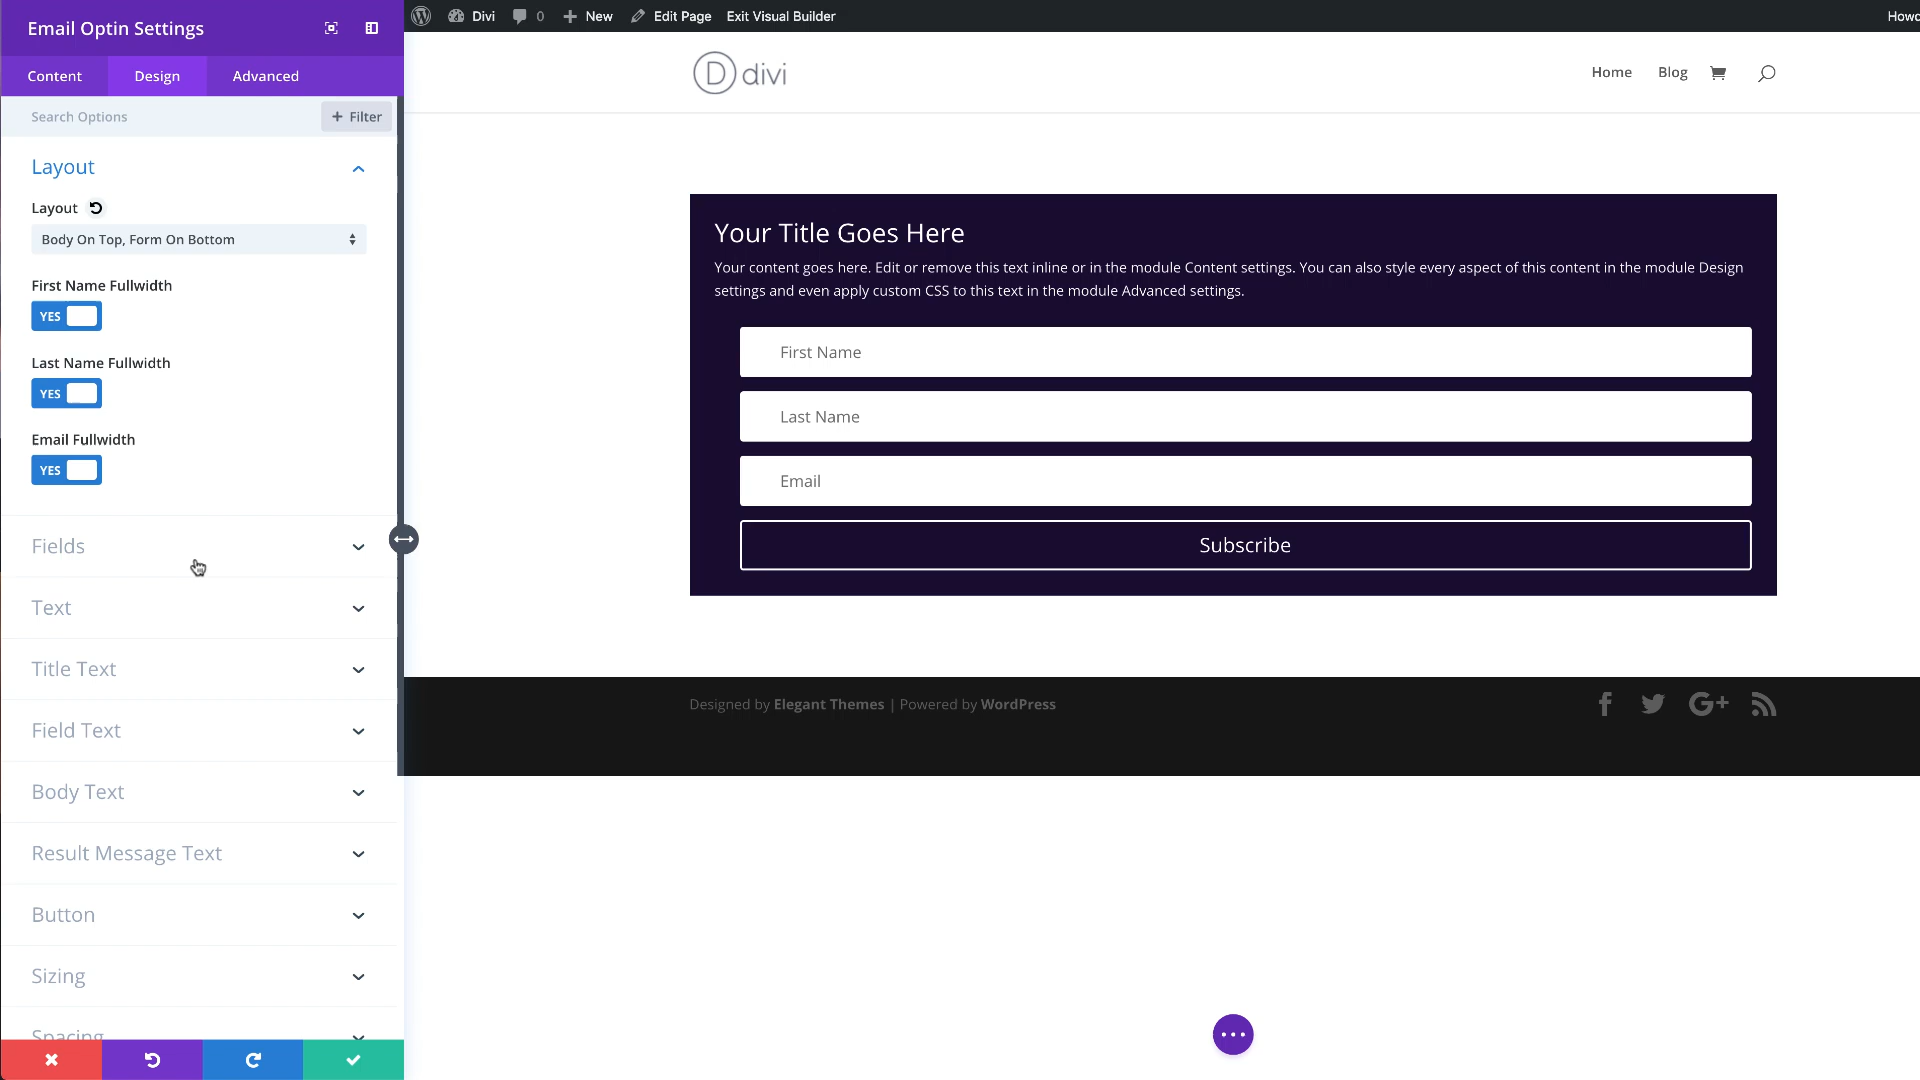 Email Optin Settings
Content
Design
Advanced
Search Options
+ Filter
Layout
Layout
Body On Top, Form On Bottom
First Name Fullwidth
YES
Last Name Fullwidth
YES
Email Fullwidth
YES
Fields
Text
Title Text
Field Text
Body Text
Result Message Text
Button
Sizing
Spacing
Divi
0
New
Edit Page
Exit Visual Builder
Howd
D divi
Home
Blog
Your Title Goes Here
Your content goes here. Edit or remove this text inline or in the module Content settings. You can also style every aspect of this content in the module Design
settings and even apply custom CSS to this text in the module Advanced settings.
First Name
Last Name
Email
Subscribe
Designed by Elegant Themes | Powered by WordPress